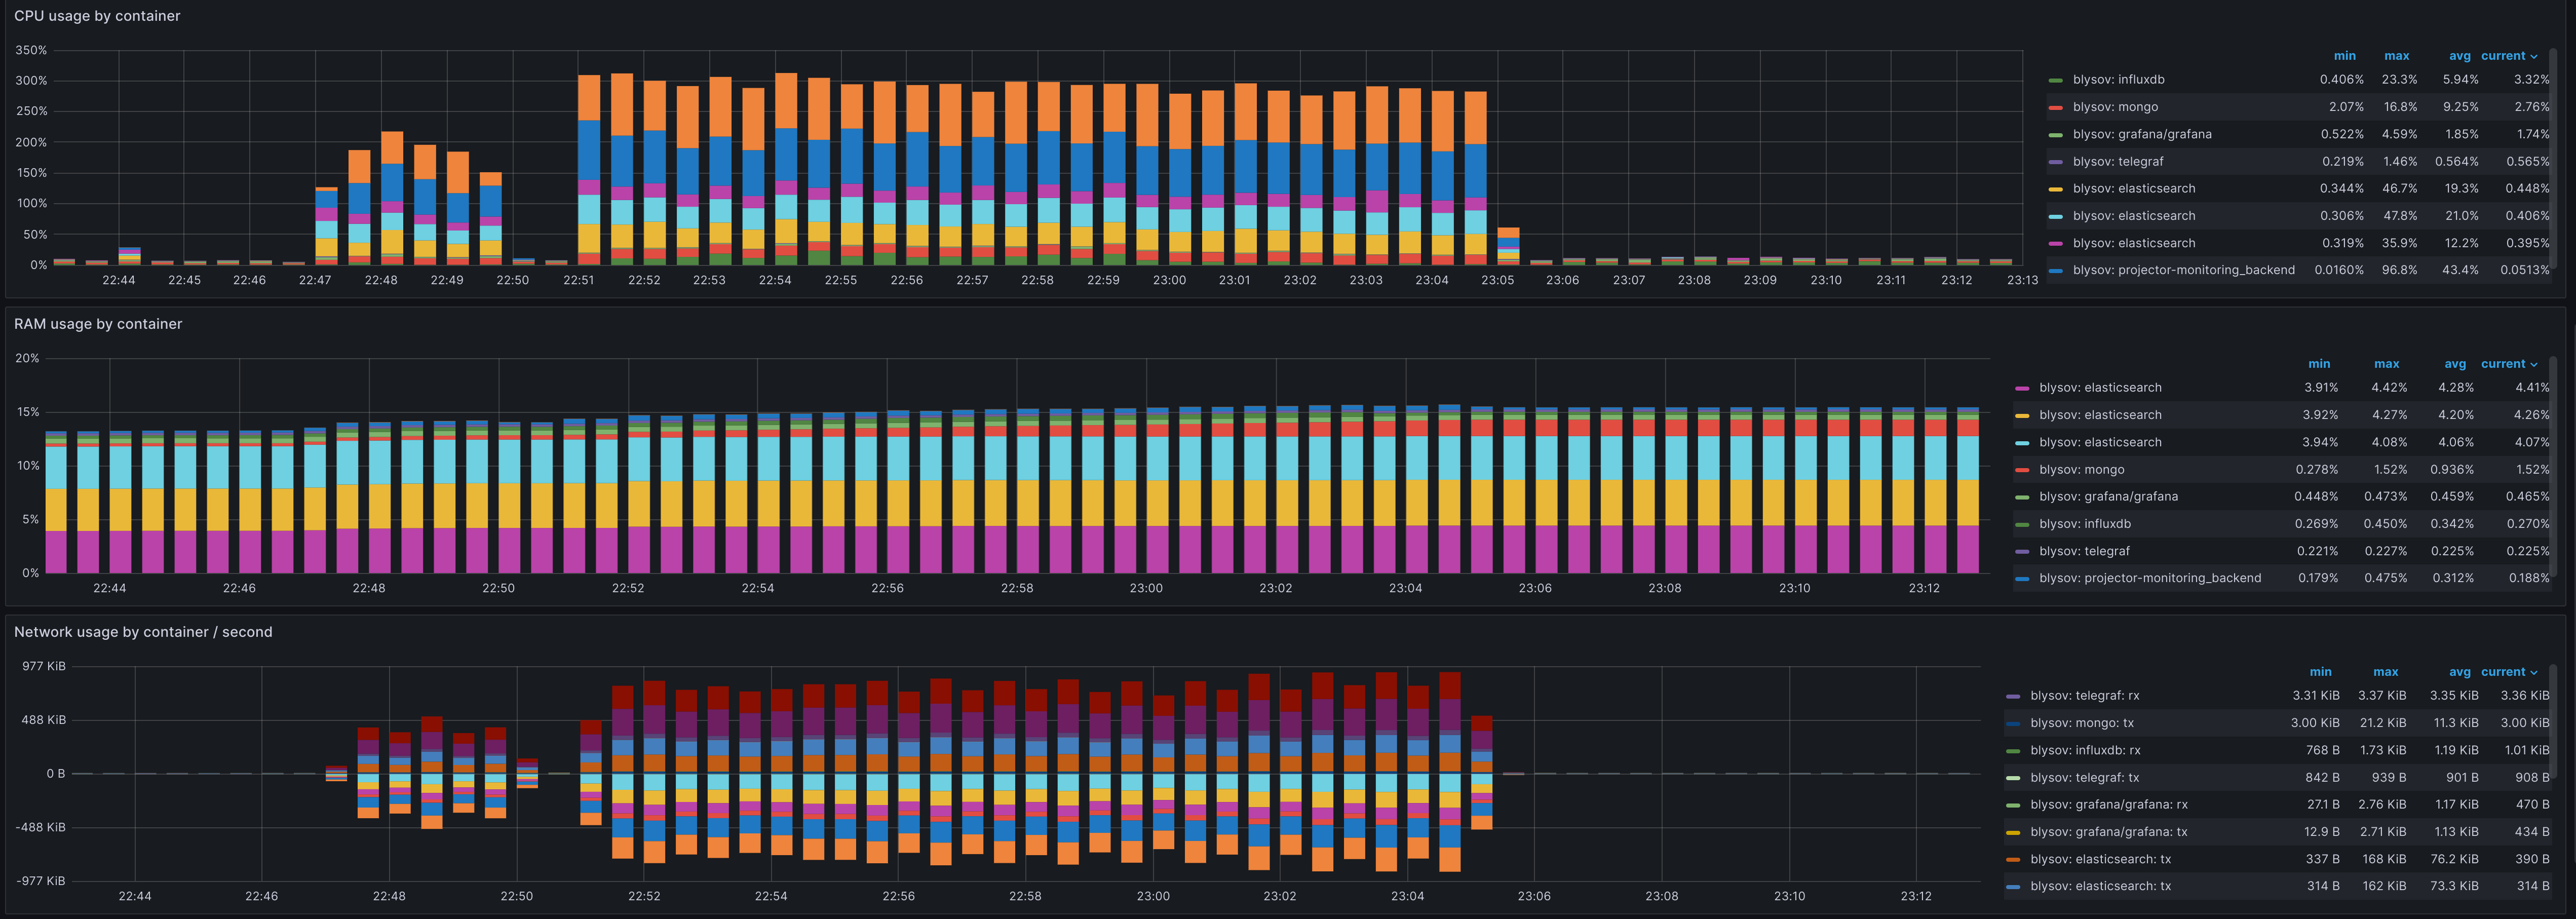 CPU usage by container
350%
300%
250%
200%
150%
100%
50%
0%
22:44 22:45 22:46 22:47 22:48 22:49 22:50 22:51 22:52 22:53 22:54 22:55 22:56 22:57 22:58 22:59 23:00 23:01 23:02 23:03 23:04 23:05 23:06 23:07 23:08 23:09 23:10 23:11 23:12 23:13
min max avg current
blysov: influxdb 0.406% 23.3% 5.94% 3.32%
blysov: mongo 2.07% 16.8% 9.25% 2.76%
blysov: grafana/grafana 0.522% 4.59% 1.85% 1.74%
blysov: telegraf 0.219% 1.46% 0.564% 0.565%
blysov: elasticsearch 0.344% 46.7% 19.3% 0.448%
blysov: elasticsearch 0.306% 47.8% 21.0% 0.406%
blysov: elasticsearch 0.319% 35.9% 12.2% 0.395%
blysov: projector-monitoring_backend 0.0160% 96.8% 43.4% 0.0513%
RAM usage by container
20%
15%
10%
5%
0%
22:44 22:46 22:48 22:50 22:52 22:54 22:56 22:58 23:00 23:02 23:04 23:06 23:08 23:10 23:12
min max avg current
blysov: elasticsearch 3.91% 4.42% 4.28% 4.41%
blysov: elasticsearch 3.92% 4.27% 4.20% 4.26%
blysov: elasticsearch 3.94% 4.08% 4.06% 4.07%
blysov: mongo 0.278% 1.52% 0.936% 1.52%
blysov: grafana/grafana 0.448% 0.473% 0.459% 0.465%
blysov: influxdb 0.269% 0.450% 0.342% 0.270%
blysov: telegraf 0.221% 0.227% 0.225% 0.225%
blysov: projector-monitoring_backend 0.179% 0.475% 0.312% 0.188%
Network usage by container / second
977 KiB
488 KiB
0 B
-488 KiB
-977 KiB
22:44 22:46 22:48 22:50 22:52 22:54 22:56 22:58 23:00 23:02 23:04 23:06 23:08 23:10 23:12
min max avg current
blysov: telegraf: rx 3.31 KiB 3.37 KiB 3.35 KiB 3.36 KiB
blysov: mongo: tx 3.00 KiB 21.2 KiB 11.3 KiB 3.00 KiB
blysov: influxdb: rx 768 B 1.73 KiB 1.19 KiB 1.01 KiB
blysov: telegraf: tx 842 B 939 B 901 B 908 B
blysov: grafana/grafana: rx 27.1 B 2.76 KiB 1.17 KiB 470 B
blysov: grafana/grafana: tx 12.9 B 2.71 KiB 1.13 KiB 434 B
blysov: elasticsearch: tx 337 B 168 KiB 76.2 KiB 390 B
blysov: elasticsearch: tx 314 B 162 KiB 73.3 KiB 314 B